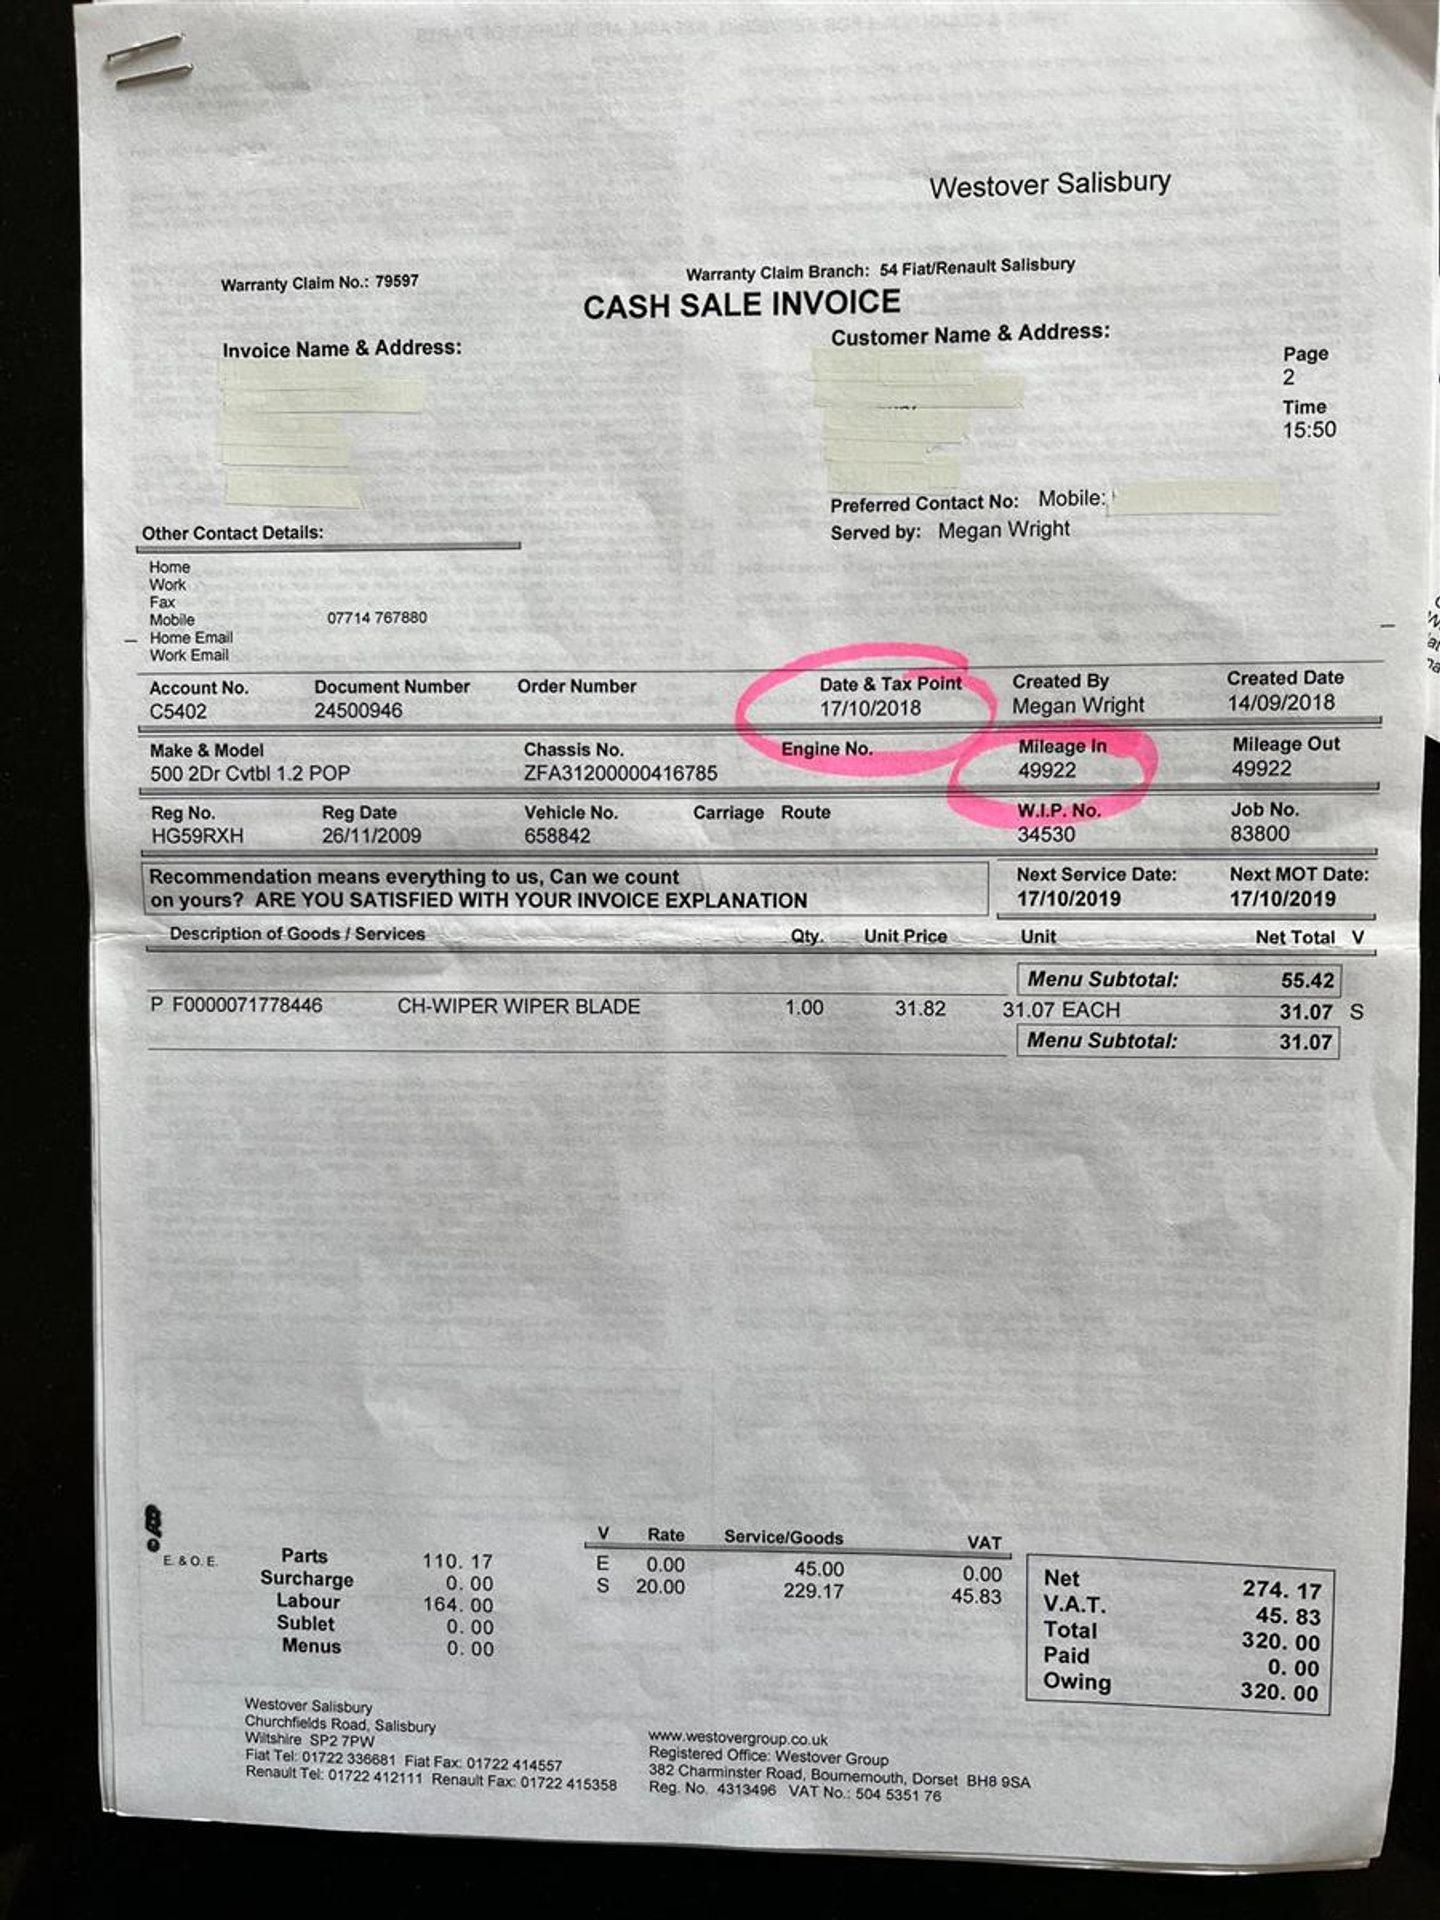 Westover Salisbury
Warranty Claim No.: 79597
Warranty Claim Branch: 54 Fiat/Renault Salisbury
CASH SALE INVOICE
Invoice Name & Address:
Customer Name & Address:
Page
2
Time
15:50
Preferred Contact No: Mobile:
Served by: Megan Wright
Other Contact Details:
Home
Work
Fax
Mobile 07714 767880
Home Email
Work Email
Account No. Document Number Order Number Date & Tax Point Created By Created Date
C5402 24500946 17/10/2018 Megan Wright 14/09/2018
Make & Model Chassis No. Engine No. Mileage In Mileage Out
500 2Dr Cvtbl 1.2 POP ZFA31200000416785 49922 49922
Reg No. Reg Date Vehicle No. Carriage Route W.I.P. No. Job No.
HG59RXH 26/11/2009 658842 34530 83800
Recommendation means everything to us, Can we count
on yours? ARE YOU SATISFIED WITH YOUR INVOICE EXPLANATION
Next Service Date: Next MOT Date:
17/10/2019 17/10/2019
Description of Goods / Services Qty. Unit Price Unit Net Total V
Menu Subtotal: 55.42
P F0000071778446 CH-WIPER WIPER BLADE 1.00 31.82 31.07 EACH 31.07 S
Menu Subtotal: 31.07
E. & O. E.
Parts 110.17
Surcharge 0.00
Labour 164.00
Sublet 0.00
Menus 0.00
V Rate Service/Goods VAT
E 0.00 45.00 0.00
S 20.00 229.17 45.83
Net 274.17
V.A.T. 45.83
Total 320.00
Paid 0.00
Owing 320.00
Westover Salisbury
Churchfields Road, Salisbury
Wiltshire SP2 7PW
Fiat Tel: 01722 336681 Fiat Fax: 01722 414557
Renault Tel: 01722 412111 Renault Fax: 01722 415358
www.westovergroup.co.uk
Registered Office: Westover Group
382 Charminster Road, Bournemouth, Dorset BH8 9SA
Reg. No. 4313496 VAT No.: 504 5351 76